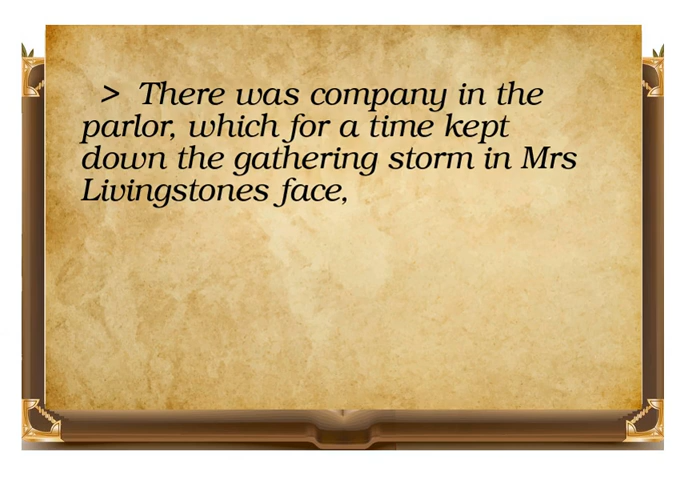 > There was company in the
parlor, which for a time kept
down the gathering storm in Mrs
Livingstones face,